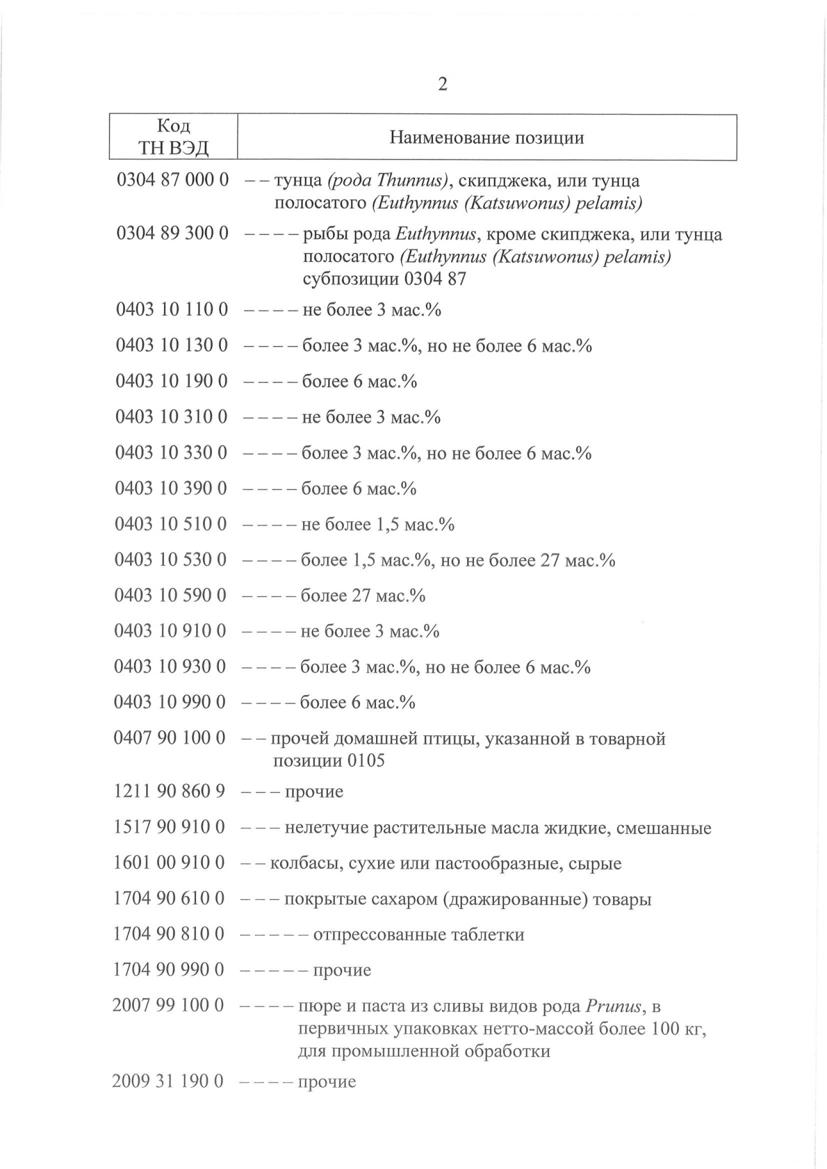 2
Код
ТН ВЭД
Наименование позиции
0304 87 000 0 – – тунца (рода Thunnus), скипджека, или тунца
полосатого (Euthynnus (Katsuwonus) pelamis)
0304 89 300 0 – – – – рыбы рода Euthynnus, кроме скипджека, или тунца
полосатого (Euthynnus (Katsuwonus) pelamis)
субпозиции 0304 87
0403 10 110 0 – – – – не более 3 мас.%
0403 10 130 0 – – – – более 3 мас.%, но не более 6 мас.%
0403 10 190 0 – – – – более 6 мас.%
0403 10 310 0 – – – – не более 3 мас.%
0403 10 330 0 – – – – более 3 мас.%, но не более 6 мас.%
0403 10 390 0 – – – – более 6 мас.%
0403 10 510 0 – – – – не более 1,5 мас.%
0403 10 530 0 – – – – более 1,5 мас.%, но не более 27 мас.%
0403 10 590 0 – – – – более 27 мас.%
0403 10 910 0 – – – – не более 3 мас.%
0403 10 930 0 – – – – более 3 мас.%, но не более 6 мас.%
0403 10 990 0 – – – – более 6 мас.%
0407 90 100 0 – – прочей домашней птицы, указанной в товарной
позиции 0105
1211 90 860 9 – – – прочие
1517 90 910 0 – – – нелетучие растительные масла жидкие, смешанные
1601 00 910 0 – – колбасы, сухие или пастообразные, сырые
1704 90 610 0 – – – покрытые сахаром (дражированные) товары
1704 90 810 0 – – – – – отпрессованные таблетки
1704 90 990 0 – – – – – прочие
2007 99 100 0 – – – – пюре и паста из сливы видов рода Prunus, в
первичных упаковках нетто-массой более 100 кг,
для промышленной обработки
2009 31 190 0 – – – – прочие